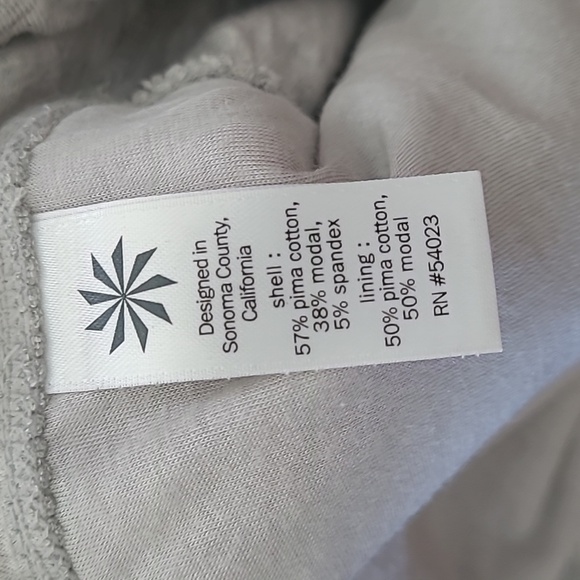 Designed in
Sonoma County,
California
shell :
57% pima cotton,
38% modal,
5% spandex
lining :
50% pima cotton,
50% modal
RN #54023